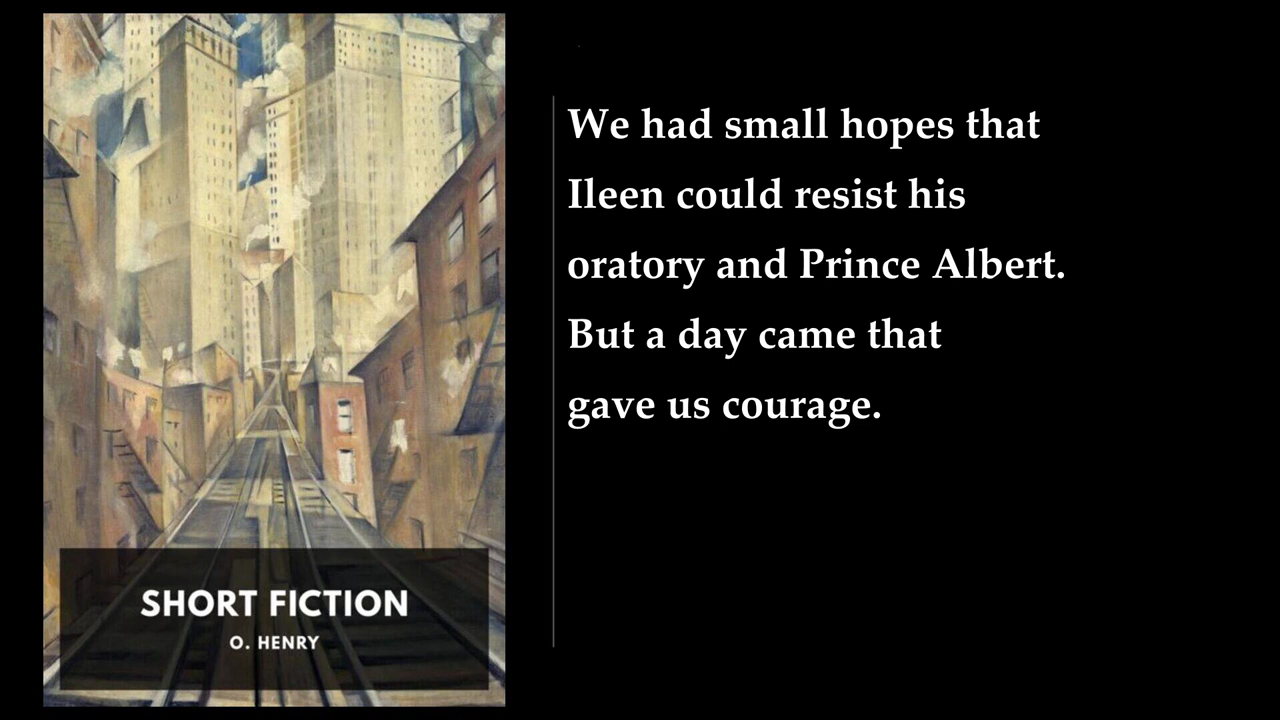 We had small hopes that
Ileen could resist his
oratory and Prince Albert.
But a day came that
gave us courage.
SHORT FICTION
O. HENRY